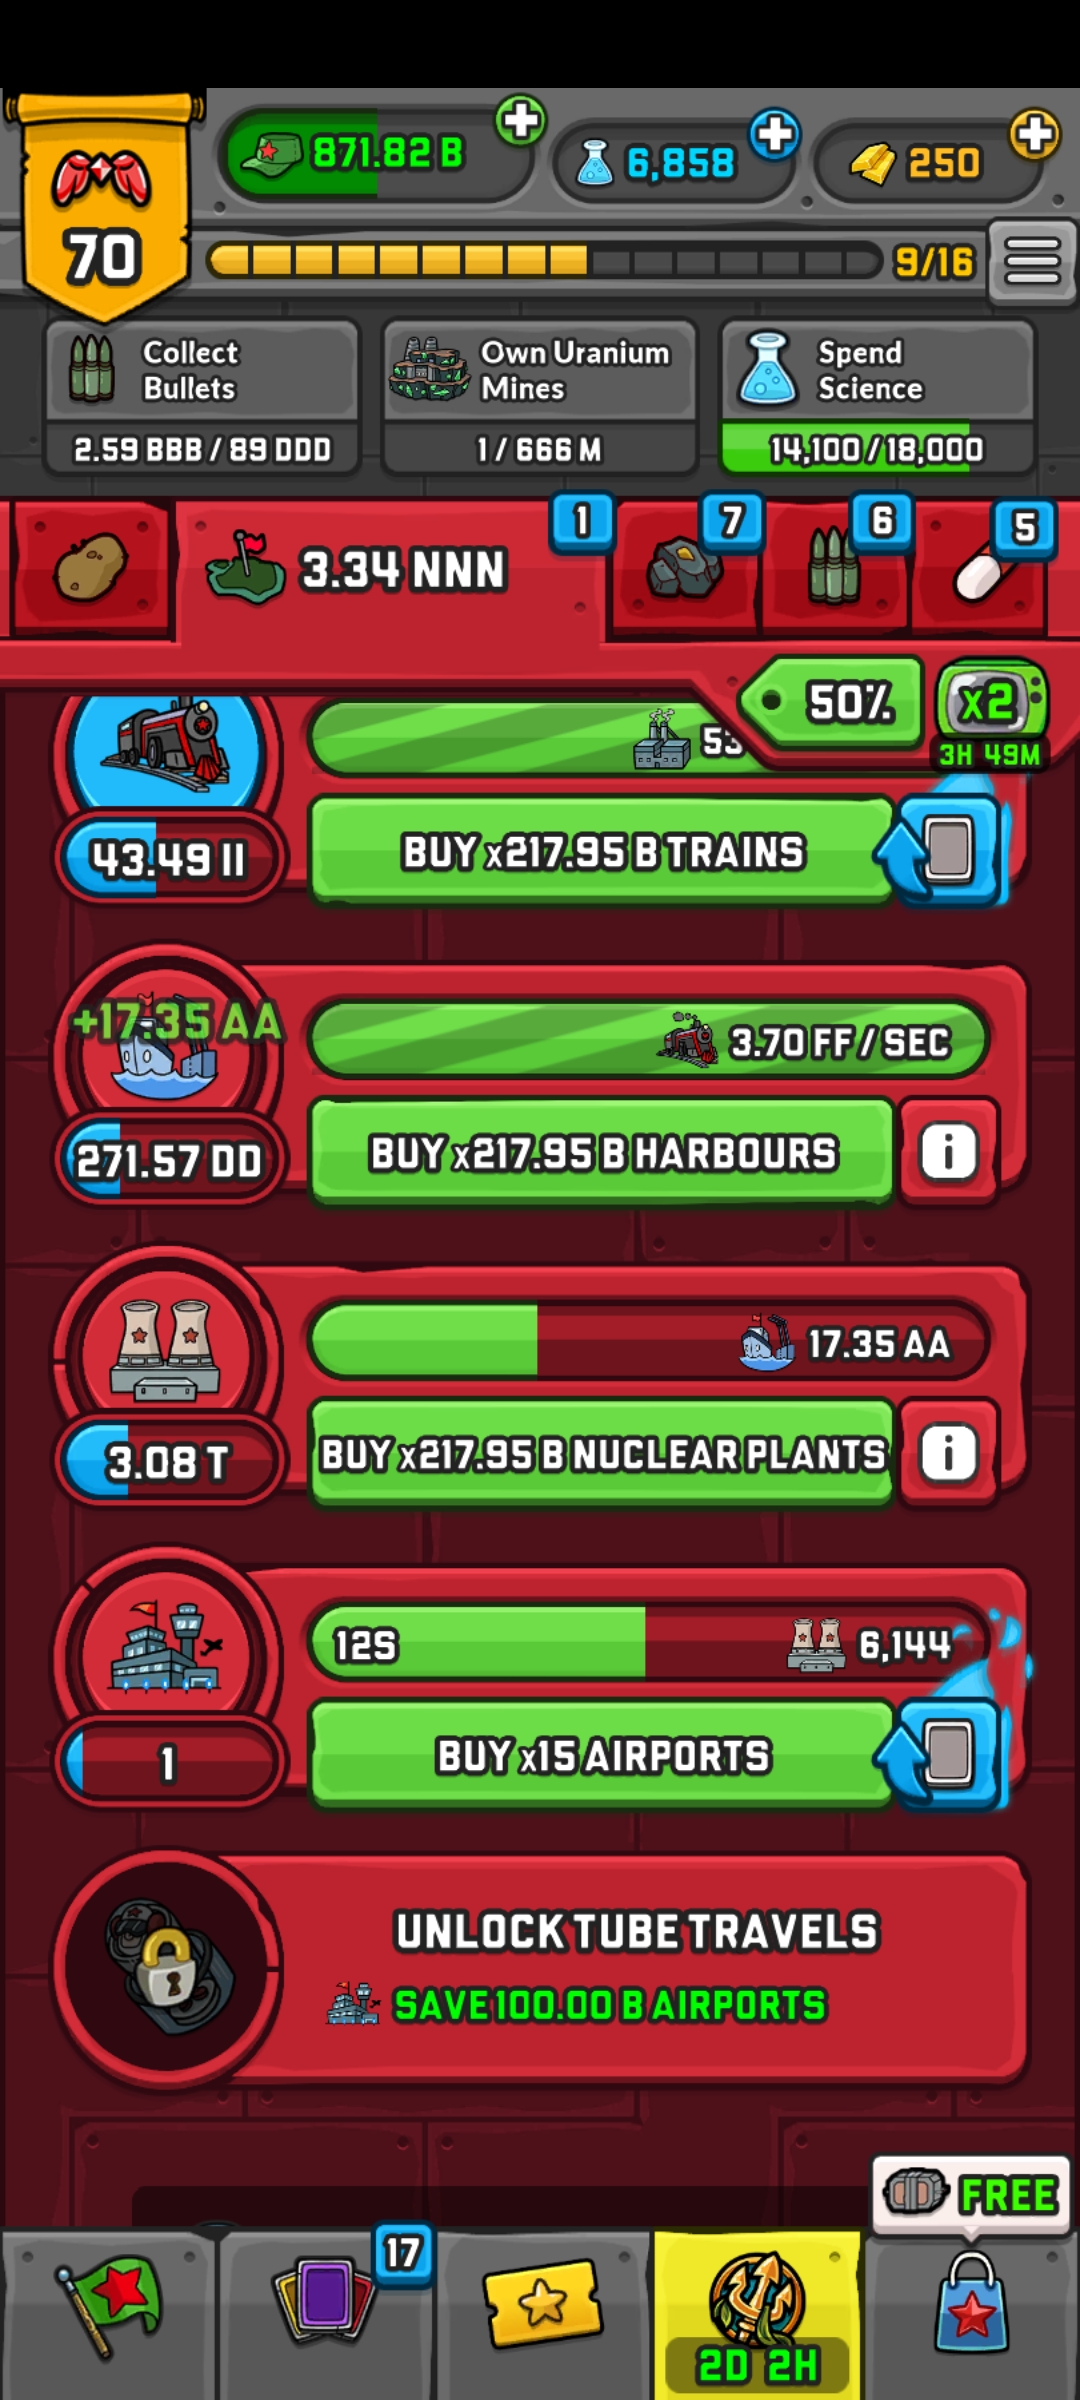 871.82 B
6,858
250
70
9/16
Collect
Bullets
Own Uranium
Mines
Spend
Science
2.59 BBB / 89 DDD
1 / 666 M
14,100 / 18,000
3.34 NNN
1
7
6
5
50%
x2
3H 49M
53
43.49 II
BUY x217.95 B TRAINS
+17.35 AA
3.70 FF / SEC
271.57 DD
BUY x217.95 B HARBOURS
i
17.35 AA
3.08 T
BUY x217.95 B NUCLEAR PLANTS
i
12S
6,144
1
BUY x15 AIRPORTS
UNLOCK TUBE TRAVELS
SAVE 100.00 B AIRPORTS
FREE
17
2D 2H